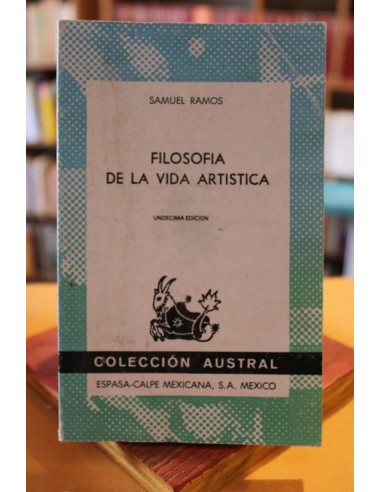 SAMUEL RAMOS
FILOSOFIA
DE LA VIDA ARTISTICA
UNDECIMA EDICION
COLECCIÓN AUSTRAL
ESPASA-CALPE MEXICANA, S.A. MEXICO